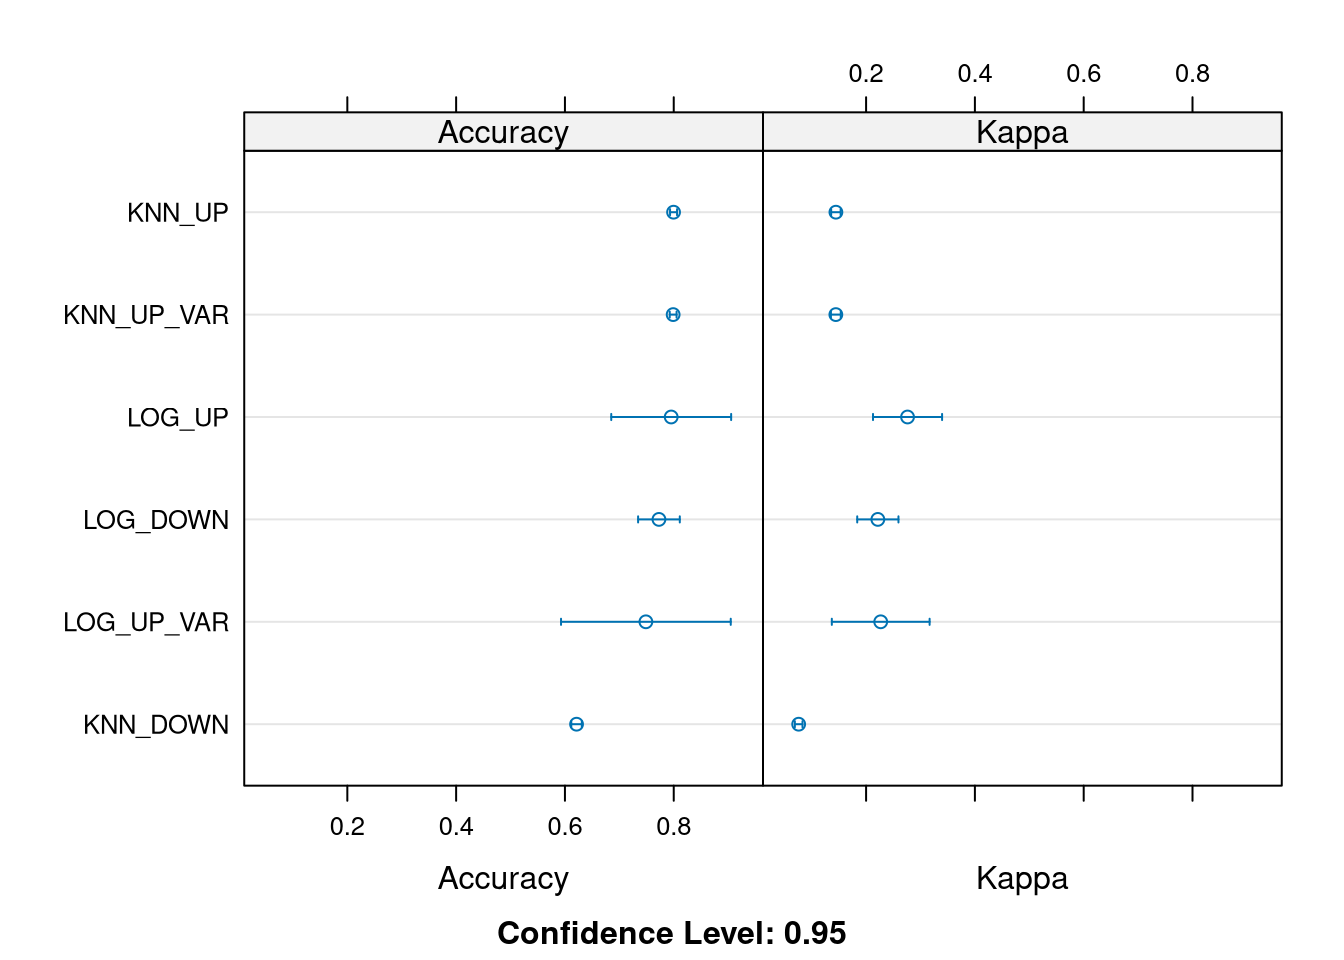 0.2 0.4 0.6 0.8
Accuracy Kappa
KNN_UP
KNN_UP_VAR
LOG_UP
LOG_DOWN
LOG_UP_VAR
KNN_DOWN
0.2 0.4 0.6 0.8
Accuracy Kappa
Confidence Level: 0.95